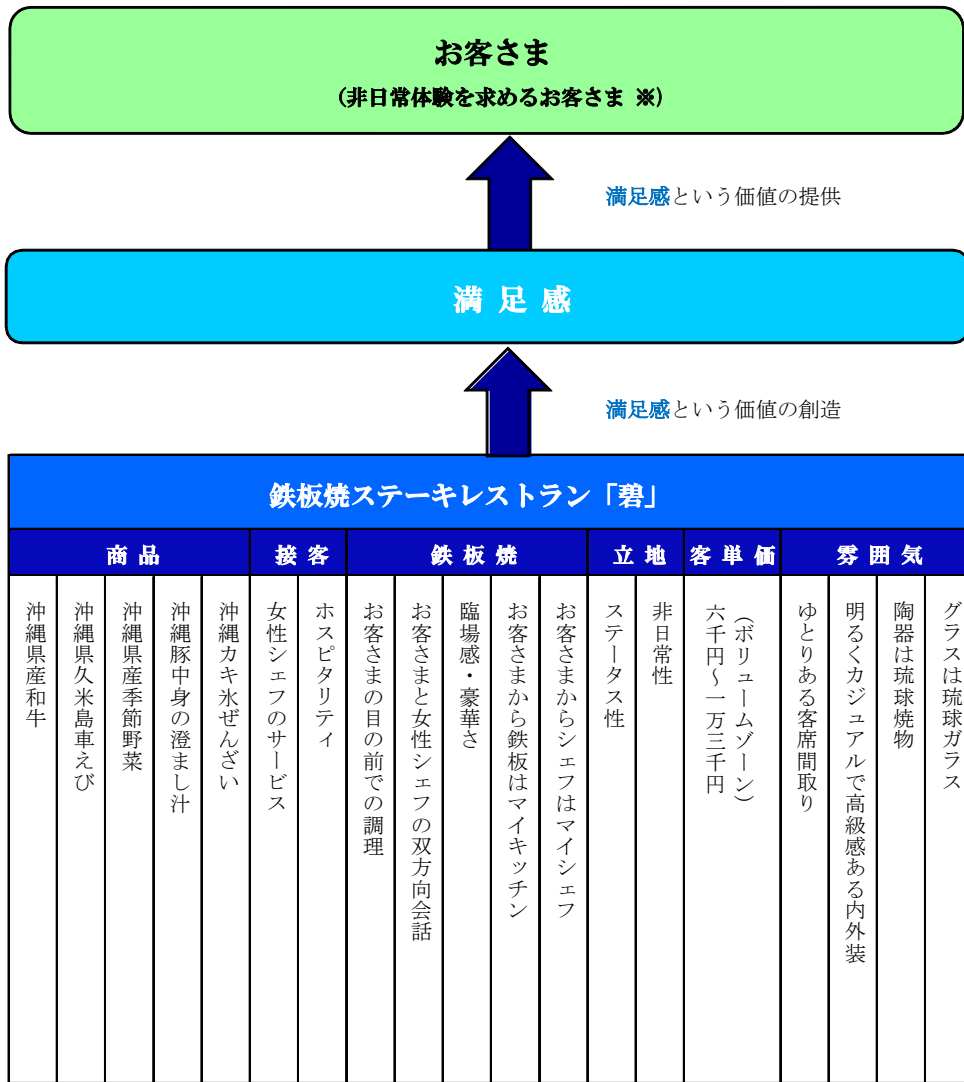 お客さま
(非日常体験を求めるお客さま ※)
満足感という価値の提供
満 足 感
満足感という価値の創造
鉄板焼ステーキレストラン「碧」
商 品
接 客
鉄 板 焼
立 地
客 単 価
雰 囲 気
沖縄県産和牛
沖縄県久米島車えび
沖縄県産季節野菜
沖縄豚中身の澄まし汁
沖縄カキ氷ぜんざい
女性シェフのサービス
ホスピタリティ
お客さまの目の前での調理
お客さまと女性シェフの双方向会話
臨場感・豪華さ
お客さまから鉄板はマイキッチン
お客さまからシェフはマイシェフ
ステータス性
非日常性
(ボリュームゾーン)
六千円～一万三千円
ゆとりある客席間取り
明るくカジュアルで高級感ある内外装
陶器は琉球焼物
グラスは琉球ガラス